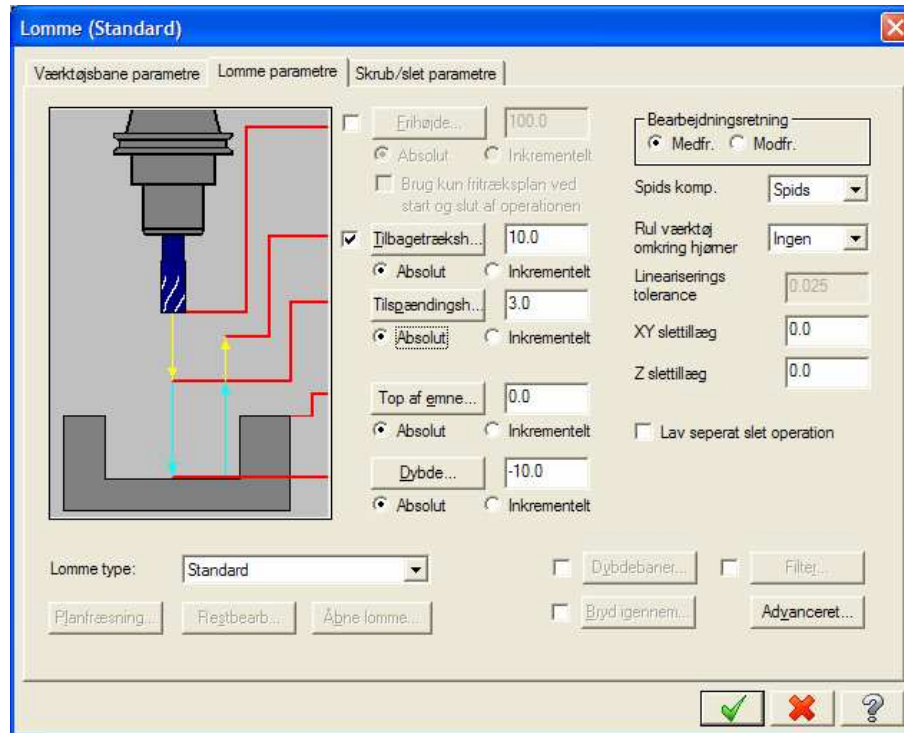 Lomme (Standard)
Værktøjsbane parametre
Lomme parametre
Skrub/slet parametre
Frihøjde...
100.0
Absolut
Inkrementelt
Brug kun fritræksplan ved
start og slut af operationen
Tilbagetræksh...
10.0
Absolut
Inkrementelt
Tilspændingsh...
3.0
Absolut
Inkrementelt
Top af emne...
0.0
Absolut
Inkrementelt
Dybde...
-10.0
Absolut
Inkrementelt
Bearbejdningsretning
Medfr.
Modfr.
Spids komp.
Spids
Rul værktøj
omkring hjørner
Ingen
Lineariserings
tolerance
0.025
XY slettillæg
0.0
Z slettillæg
0.0
Lav seperat slet operation
Lomme type:
Standard
Dybdebaner...
Filter...
Planfræsning...
Restbearb...
Åbne lomme...
Bryd igennem...
Advanceret...